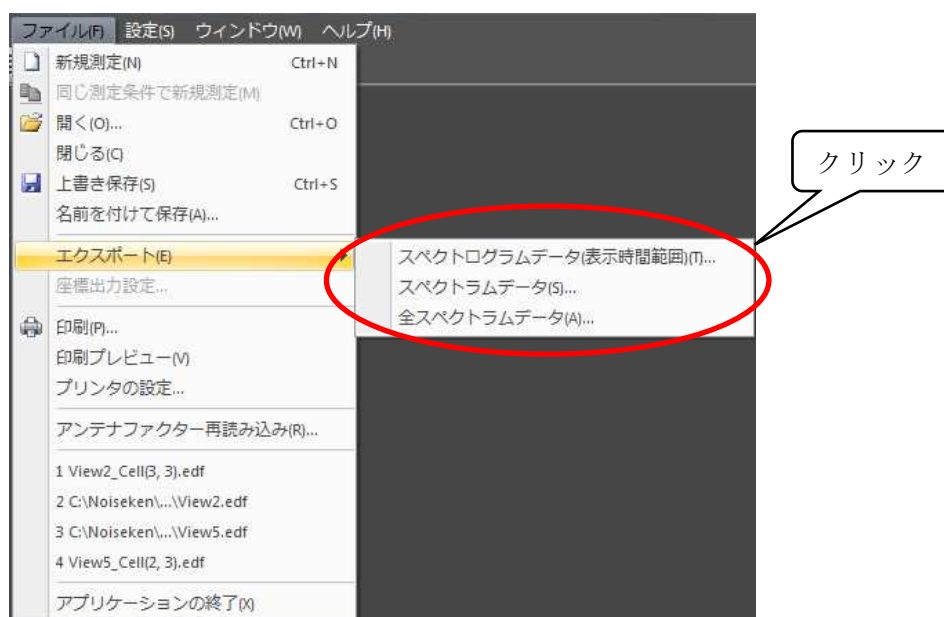 ファイル(F) 設定(S) ウィンドウ(W) ヘルプ(H)
新規測定(N) Ctrl+N
同じ測定条件で新規測定(M)
開く(O)... Ctrl+O
閉じる(C)
上書き保存(S) Ctrl+S
名前を付けて保存(A)...
エクスポート(E)
座標出力設定...
印刷(P)...
印刷プレビュー(V)
プリンタの設定...
アンテナファクター再読み込み(R)...
1 View2_Cell(3, 3).edf
2 C:\Noiseken\...\View2.edf
3 C:\Noiseken\...\View5.edf
4 View5_Cell(2, 3).edf
アプリケーションの終了(X)
スペクトログラムデータ(表示時間範囲)(T)...
スペクトラムデータ(S)...
全スペクトラムデータ(A)...
クリック